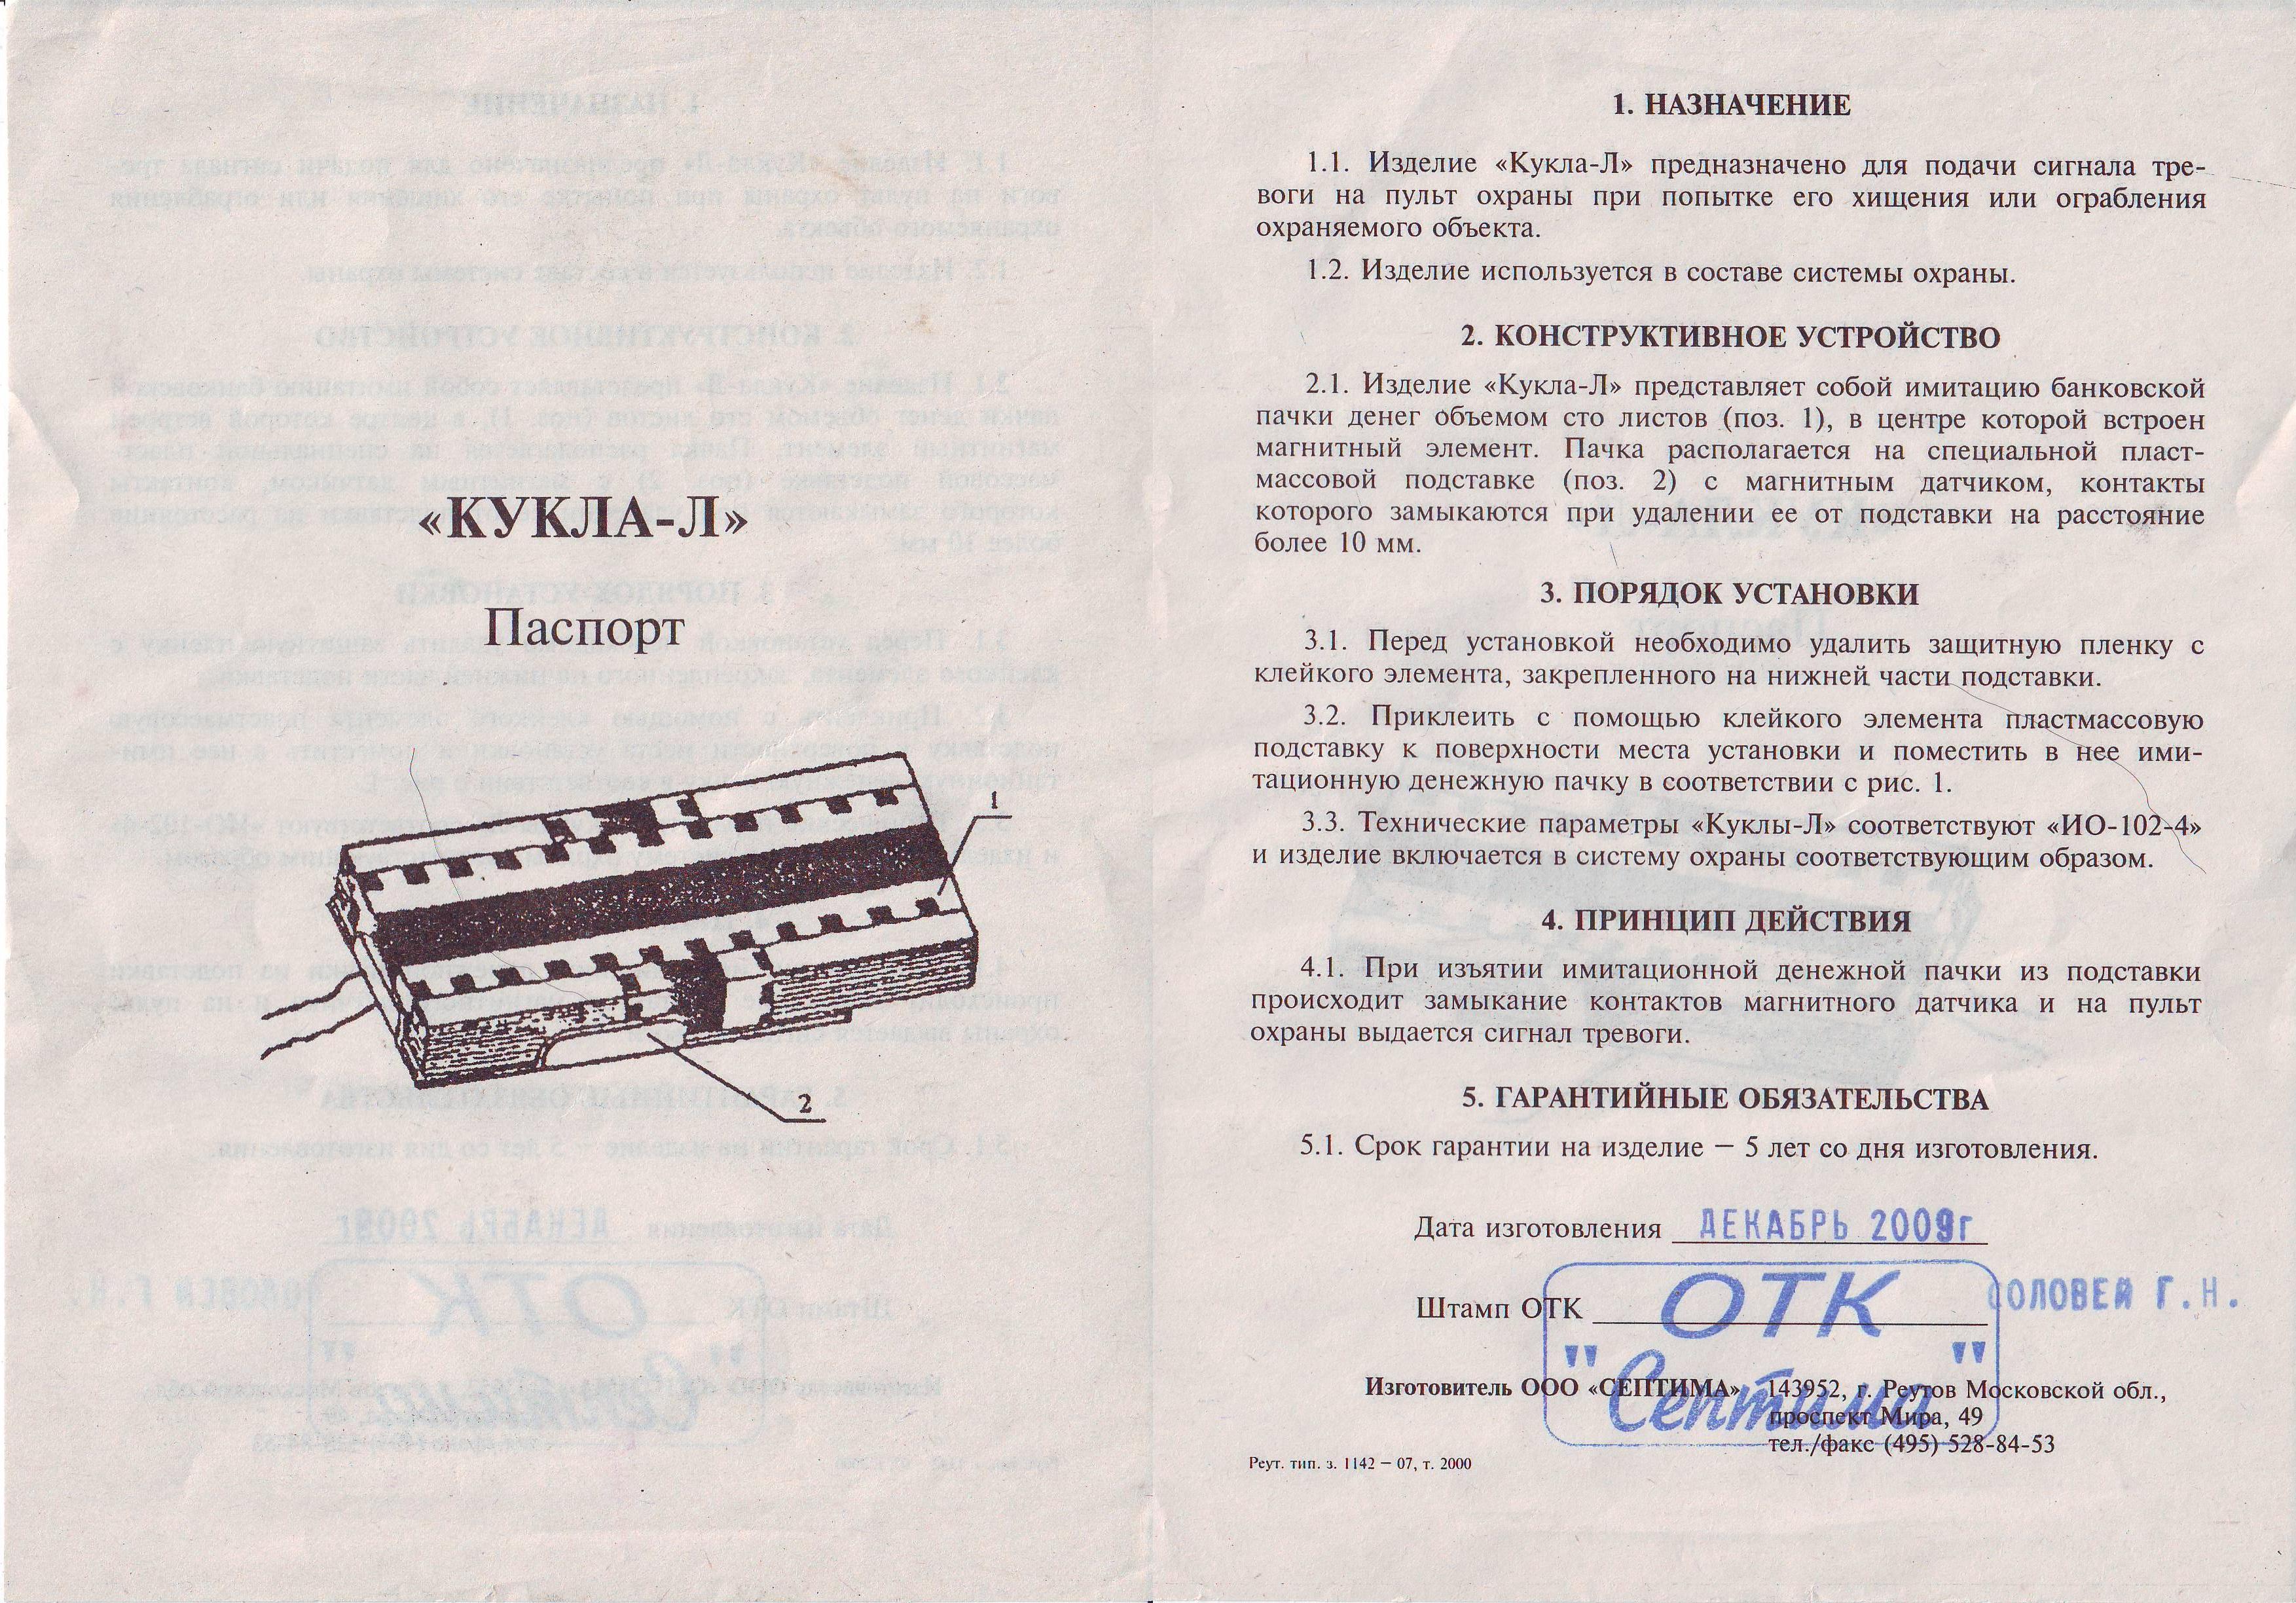 «КУКЛА-Л»
Паспорт
1
2
1. НАЗНАЧЕНИЕ
1.1. Изделие «Кукла-Л» предназначено для подачи сигнала тре-
воги на пульт охраны при попытке его хищения или ограбления
охраняемого объекта.
1.2. Изделие используется в составе системы охраны.
2. КОНСТРУКТИВНОЕ УСТРОЙСТВО
2.1. Изделие «Кукла-Л» представляет собой имитацию банковской
пачки денег объемом сто листов (поз. 1), в центре которой встроен
магнитный элемент. Пачка располагается на специальной пласт-
массовой подставке (поз. 2) с магнитным датчиком, контакты
которого замыкаются при удалении ее от подставки на расстояние
более 10 мм.
3. ПОРЯДОК УСТАНОВКИ
3.1. Перед установкой необходимо удалить защитную пленку с
клейкого элемента, закрепленного на нижней части подставки.
3.2. Приклеить с помощью клейкого элемента пластмассовую
подставку к поверхности места установки и поместить в нее ими-
тационную денежную пачку в соответствии с рис. 1.
3.3. Технические параметры «Куклы-Л» соответствуют «ИО-102-4»
и изделие включается в систему охраны соответствующим образом.
4. ПРИНЦИП ДЕЙСТВИЯ
4.1. При изъятии имитационной денежной пачки из подставки
происходит замыкание контактов магнитного датчика и на пульт
охраны выдается сигнал тревоги.
5. ГАРАНТИЙНЫЕ ОБЯЗАТЕЛЬСТВА
5.1. Срок гарантии на изделие — 5 лет со дня изготовления.
Дата изготовления ДЕКАБРЬ 2009г
Штамп ОТК ОТК СОЛОВЕЙ Г.Н.
"Септима"
Изготовитель ООО «СЕПТИМА» 143952, г. Реутов Московской обл.,
проспект Мира, 49
тел./факс (495) 528-84-53
Реут. тип. з. 1142 — 07, т. 2000